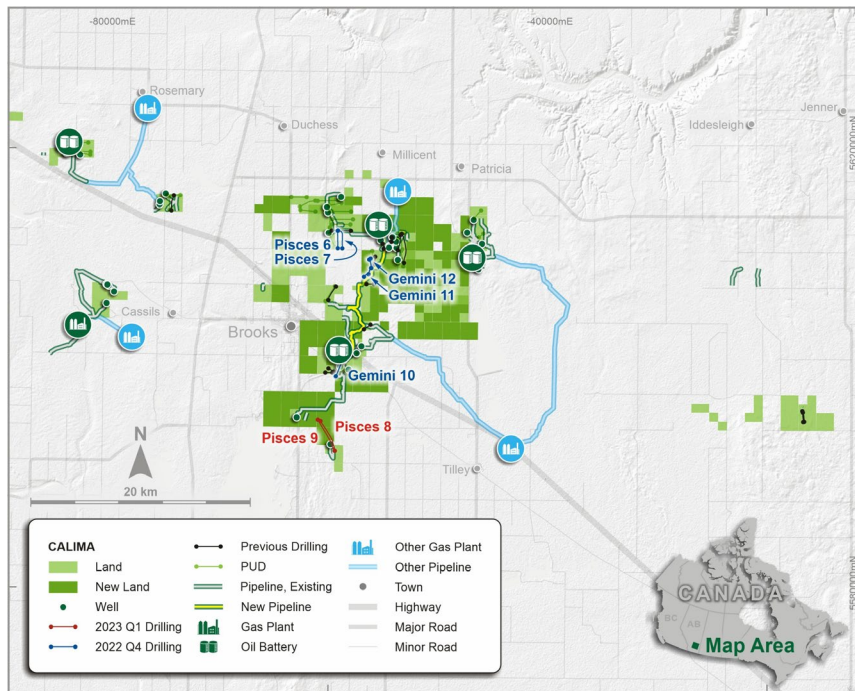 -80000mE
-40000mE
Rosemary
Jenner
Iddesleigh
Duchess
5620000mN
Millicent
Patricia
Pisces 6
Pisces 7
Gemini 12
Gemini 11
Cassils
Brooks
Gemini 10
Pisces 9
Pisces 8
N
Tilley
20 km
CALIMA
Land
New Land
Well
2023 Q1 Drilling
2022 Q4 Drilling
Previous Drilling
PUD
Pipeline, Existing
New Pipeline
Gas Plant
Oil Battery
Other Gas Plant
Other Pipeline
Town
Highway
Major Road
Minor Road
5580000mN
CANADA
BC
AB
Map Area